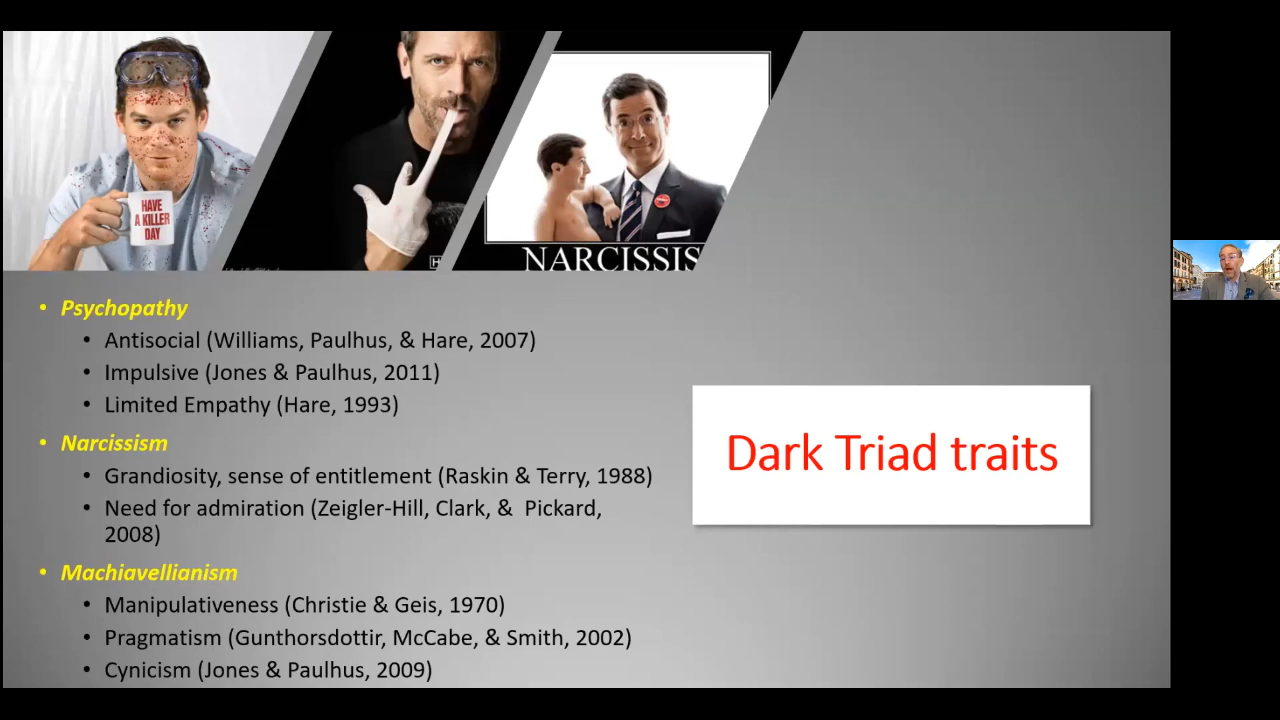 HAVE
A KILLER
DAY
H
NARCISSIS
• Psychopathy
• Antisocial (Williams, Paulhus, & Hare, 2007)
• Impulsive (Jones & Paulhus, 2011)
• Limited Empathy (Hare, 1993)
• Narcissism
• Grandiosity, sense of entitlement (Raskin & Terry, 1988)
• Need for admiration (Zeigler-Hill, Clark, & Pickard,
2008)
• Machiavellianism
• Manipulativeness (Christie & Geis, 1970)
• Pragmatism (Gunthorsdottir, McCabe, & Smith, 2002)
• Cynicism (Jones & Paulhus, 2009)
Dark Triad traits